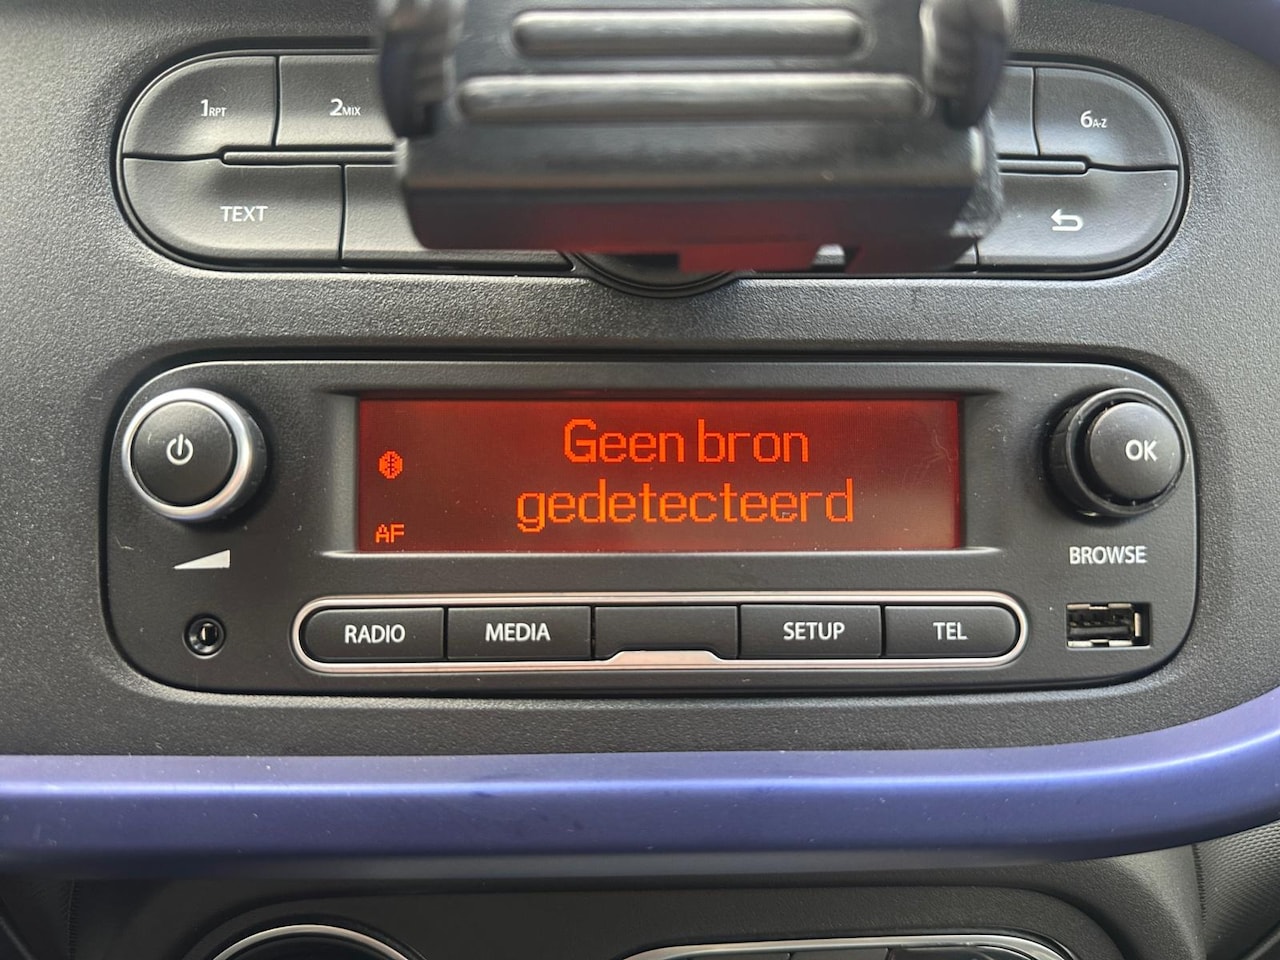 1RPT
2MIX
6A-Z
TEXT
Geen bron
gedetecteerd
AF
OK
BROWSE
RADIO
MEDIA
SETUP
TEL